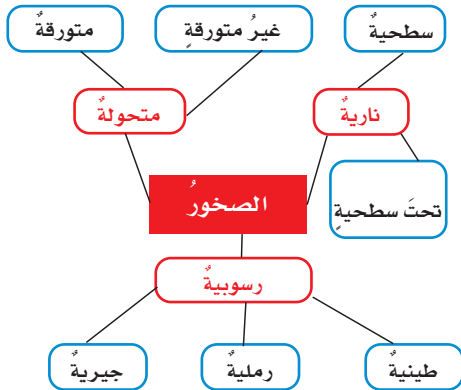 سطحيةٌ
غيرُ متورقةٍ
متورقةٌ
ناريةٌ
متحولةٌ
الصخورُ
تحتَ سطحيةٍ
رسوبيةٌ
طينيةٌ
رمليةٌ
جيريةٌ